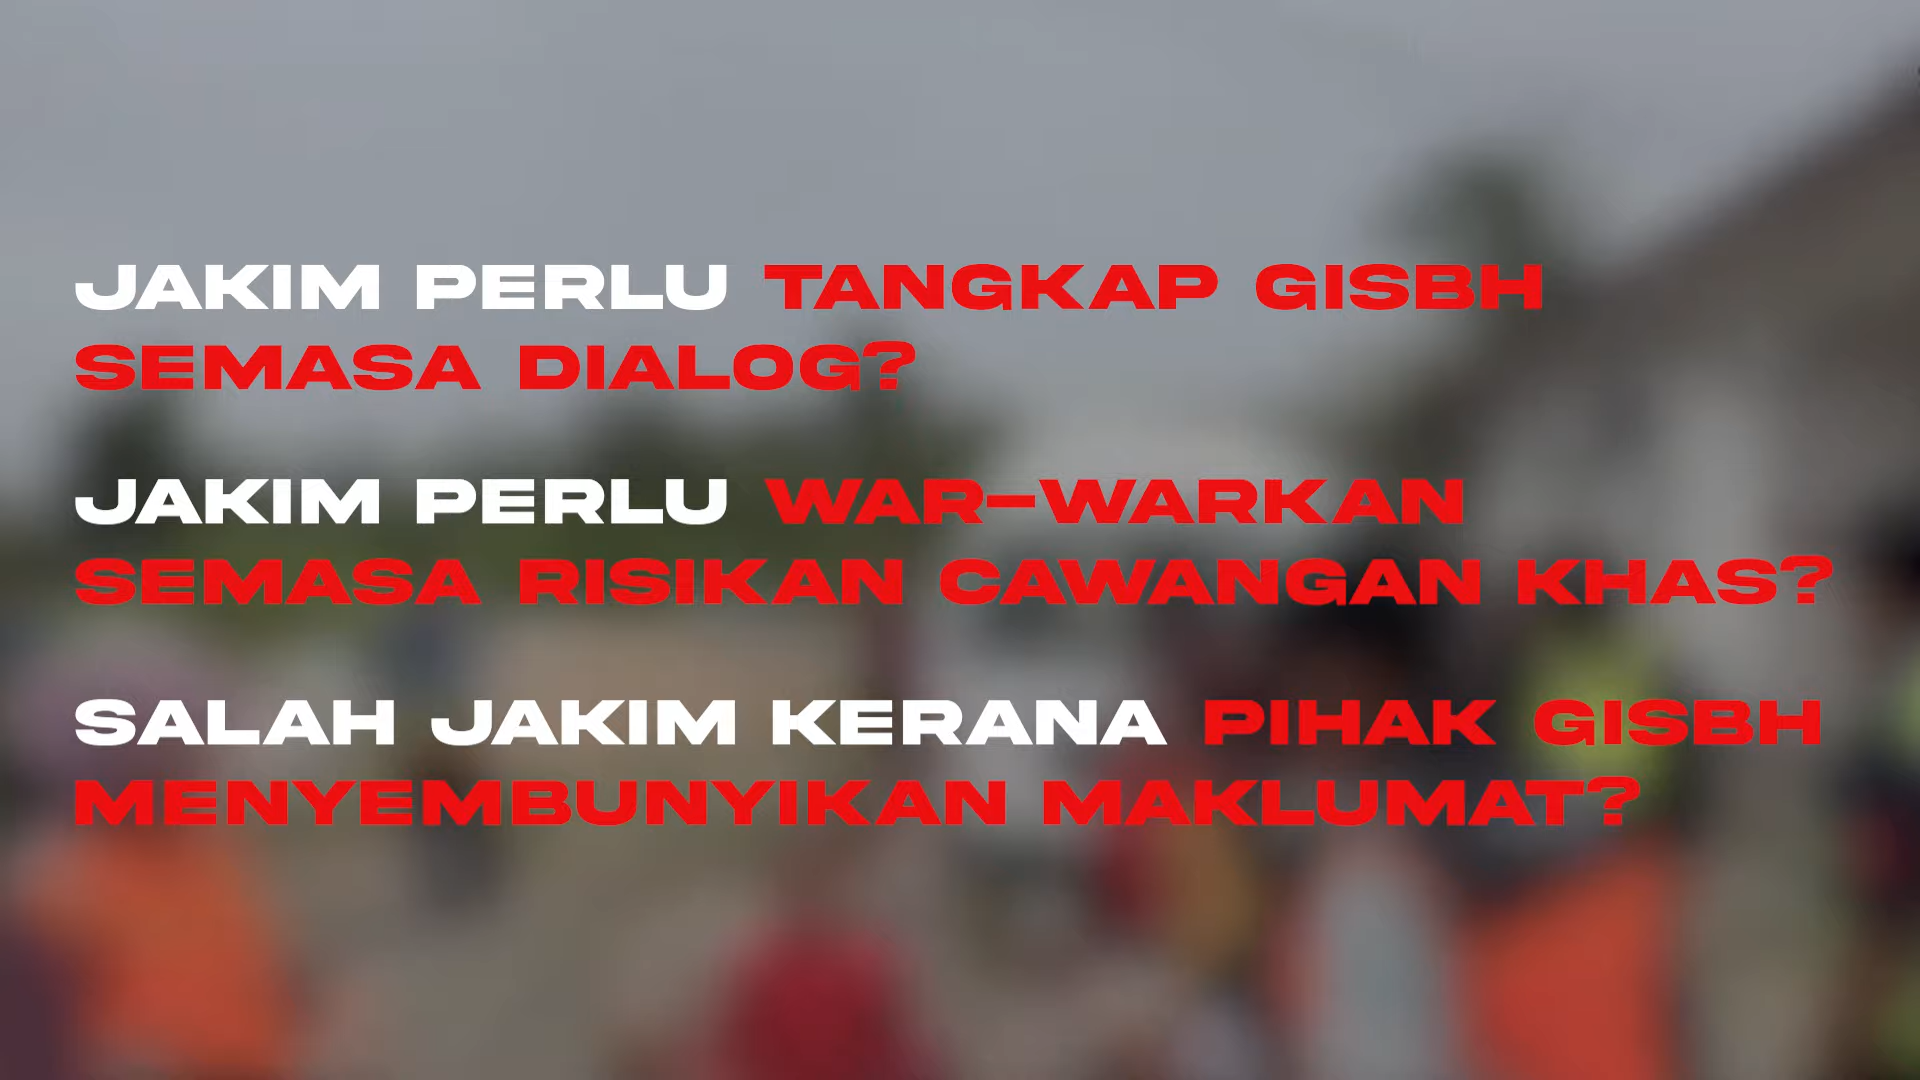 JAKIM PERLU TANGKAP GISBH
SEMASA DIALOG?
JAKIM PERLU WAR-WARKAN
SEMASA RISIKAN CAWANGAN KHAS?
SALAH JAKIM KERANA PIHAK GISBH
MENYEMBUNYIKAN MAKLUMAT?